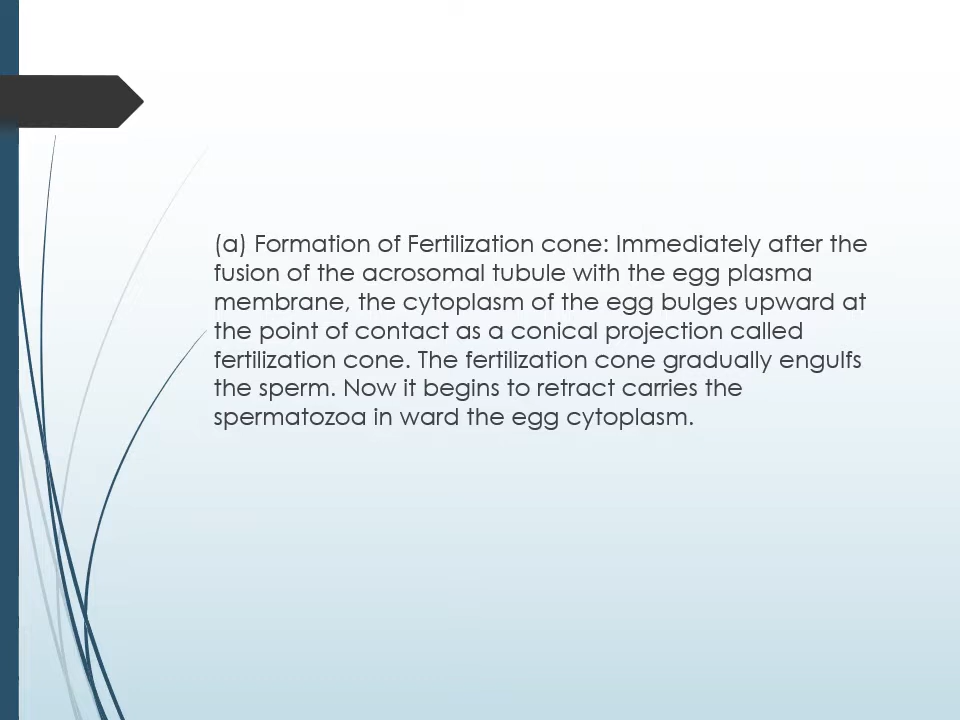 (a) Formation of Fertilization cone: Immediately after the
fusion of the acrosomal tubule with the egg plasma
membrane, the cytoplasm of the egg bulges upward at
the point of contact as a conical projection called
fertilization cone. The fertilization cone gradually engulfs
the sperm. Now it begins to retract carries the
spermatozoa in ward the egg cytoplasm.